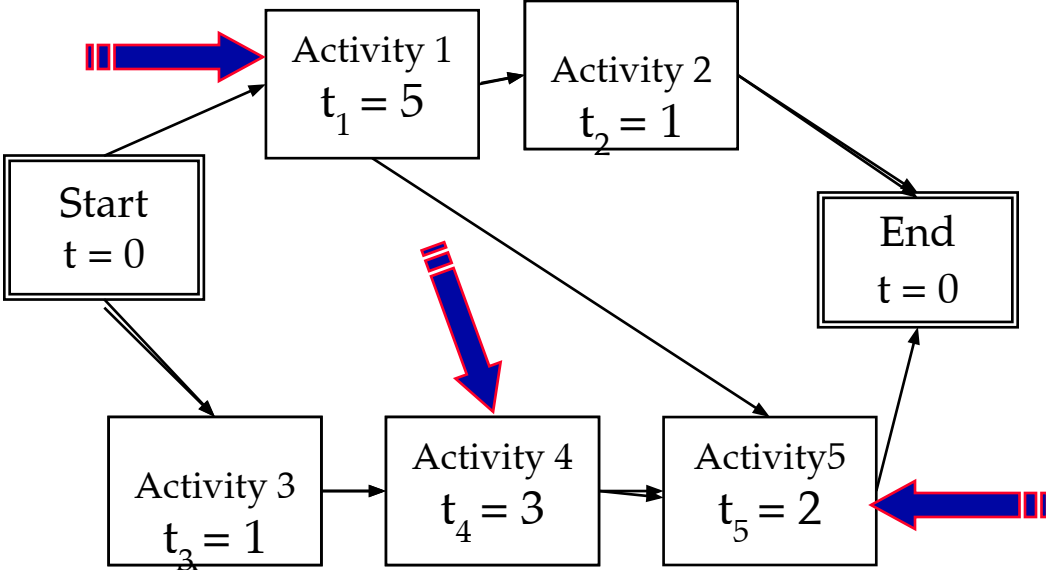 Activity 1
t1 = 5
Activity 2
t2 = 1
Start
t = 0
End
t = 0
Activity 3
t3 = 1
Activity 4
t4 = 3
Activity5
t5 = 2